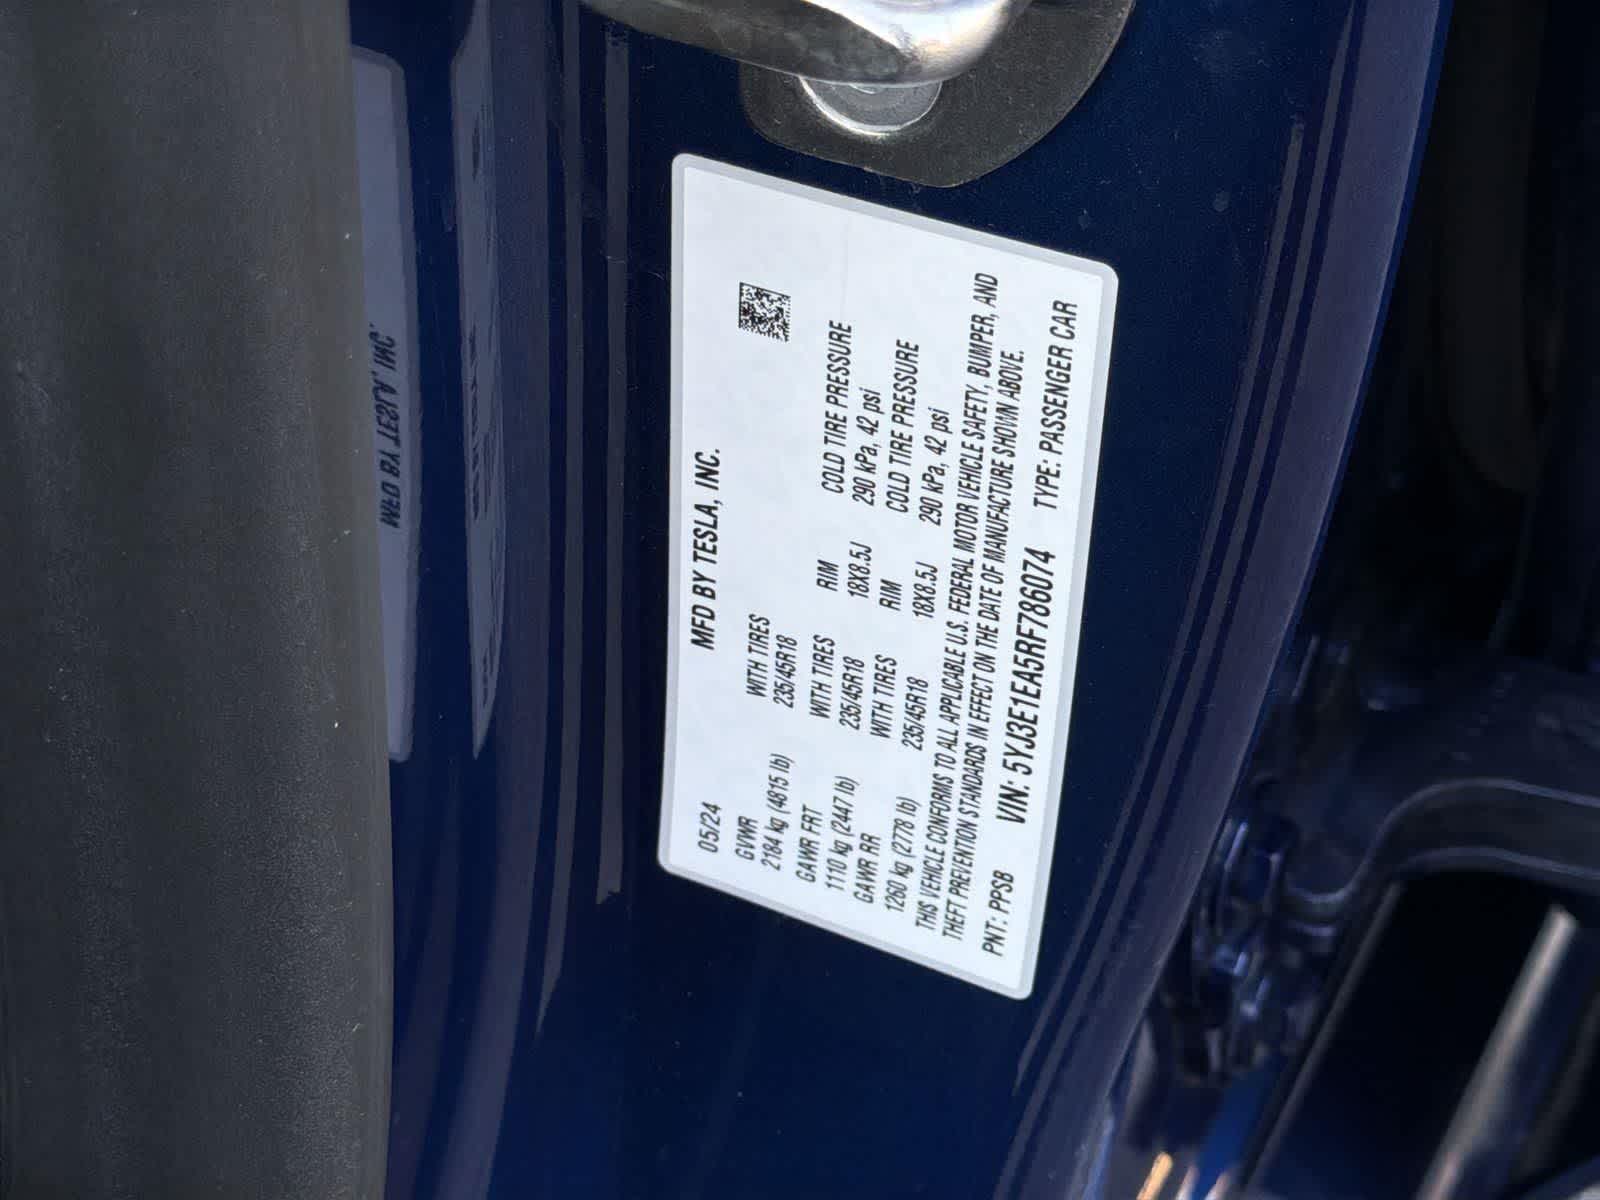 MFD BY TESLA, INC.
05/24
GVWR WITH TIRES RIM COLD TIRE PRESSURE
2184 kg (4815 lb) 235/45R18 18X8.5J 290 kPa, 42 psi
GAWR FRT WITH TIRES RIM COLD TIRE PRESSURE
1110 kg (2447 lb) 235/45R18 18X8.5J 290 kPa, 42 psi
GAWR RR WITH TIRES
1260 kg (2778 lb) 235/45R18
THIS VEHICLE CONFORMS TO ALL APPLICABLE U.S. FEDERAL MOTOR VEHICLE SAFETY, BUMPER, AND
THEFT PREVENTION STANDARDS IN EFFECT ON THE DATE OF MANUFACTURE SHOWN ABOVE.
PNT: PPSB VIN: 5YJ3E1EA5RF786074 TYPE: PASSENGER CAR
MFD BY TESLA, INC.